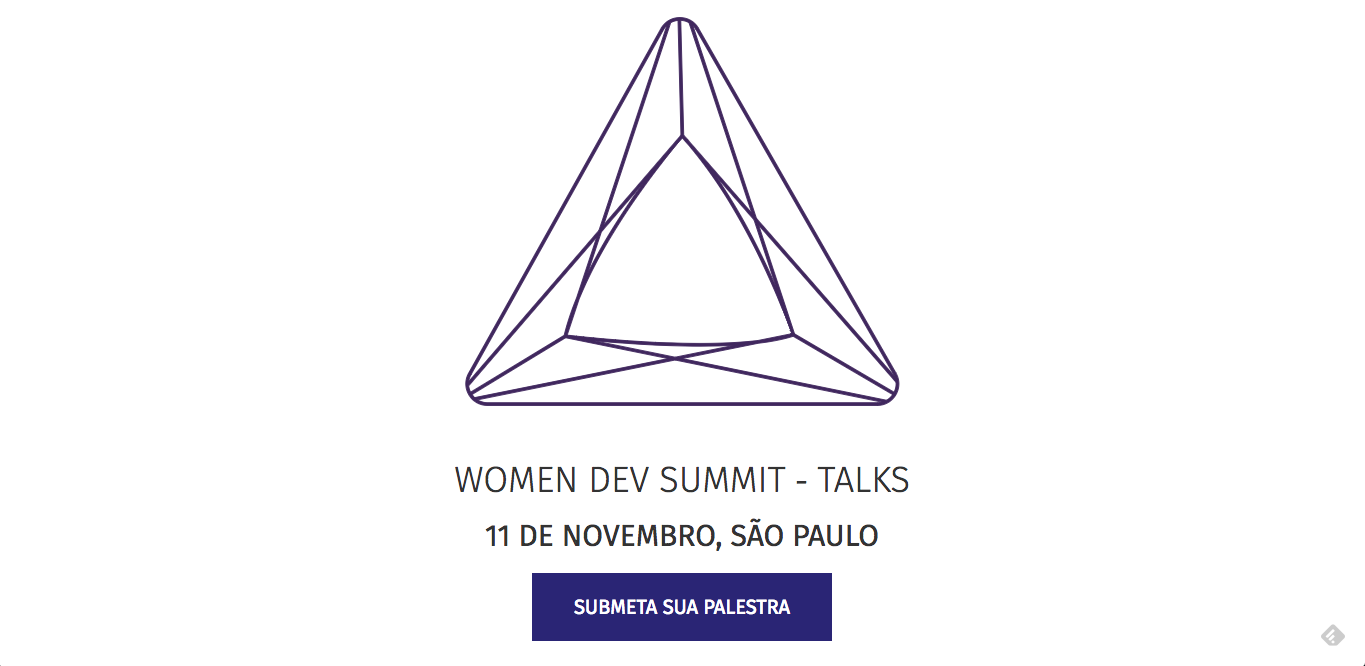 WOMEN DEV SUMMIT - TALKS
11 DE NOVEMBRO, SÃO PAULO
SUBMETA SUA PALESTRA